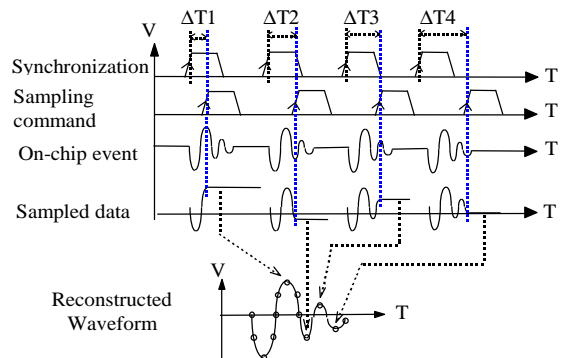 V
ΔT1 ΔT2 ΔT3 ΔT4
Synchronization
T
Sampling
command
T
On-chip event
T
Sampled data
T
V
Reconstructed
Waveform
T